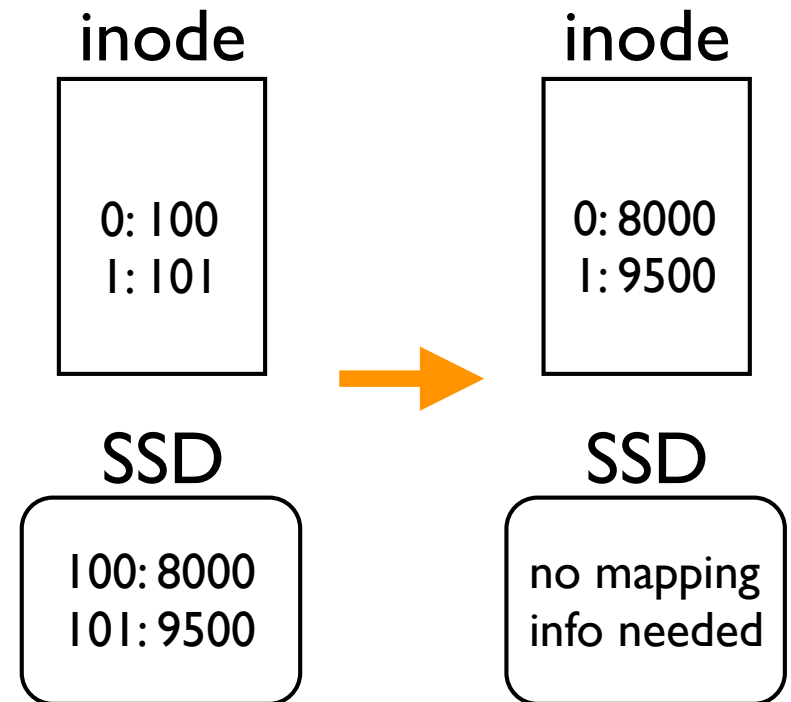 inode
0: 100
1: 101
SSD
100: 8000
101: 9500
inode
0: 8000
1: 9500
SSD
no mapping
info needed